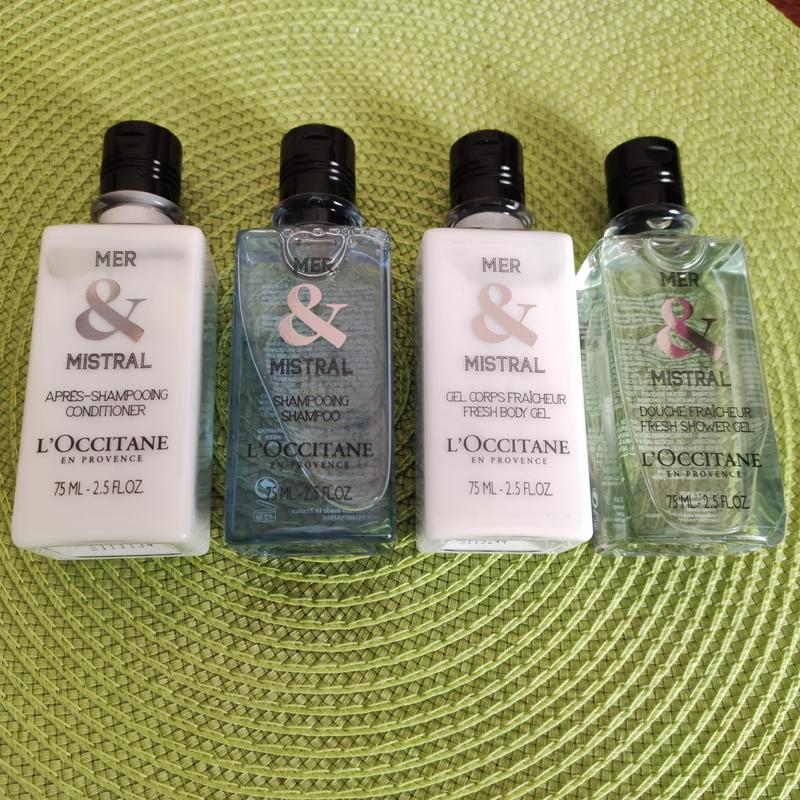 MER
&
MISTRAL
APRÈS-SHAMPOOING
CONDITIONER
L'OCCITANE
EN PROVENCE
75 ML - 2.5 FL.OZ.
MER
&
MISTRAL
SHAMPOOING
SHAMPOO
L'OCCITANE
EN PROVENCE
75 ML - 2.5 FL.OZ.
MER
&
MISTRAL
GEL CORPS FRAÎCHEUR
FRESH BODY GEL
L'OCCITANE
EN PROVENCE
75 ML - 2.5 FL.OZ.
MER
&
MISTRAL
DOUCHE FRAÎCHEUR
FRESH SHOWER GEL
L'OCCITANE
EN PROVENCE
75 ML - 2.5 FL.OZ.